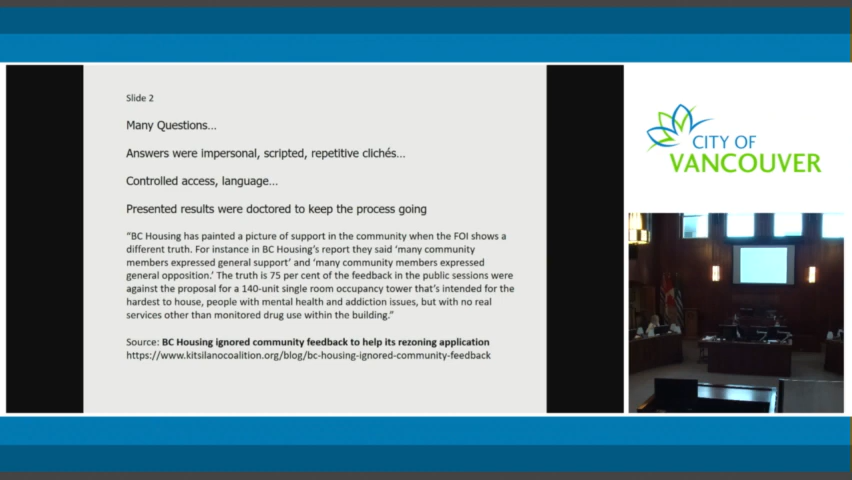 Slide 2
Many Questions...
Answers were impersonal, scripted, repetitive clichés...
Controlled access, language...
Presented results were doctored to keep the process going
“BC Housing has painted a picture of support in the community when the FOI shows a
different truth. For instance in BC Housing’s report they said ‘many community
members expressed general support’ and ‘many community members expressed
general opposition.’ The truth is 75 per cent of the feedback in the public sessions were
against the proposal for a 140-unit single room occupancy tower that’s intended for the
hardest to house, people with mental health and addiction issues, but with no real
services other than monitored drug use within the building.”
Source: BC Housing ignored community feedback to help its rezoning application
https://www.kitsilanocoalition.org/blog/bc-housing-ignored-community-feedback
CITY OF
VANCOUVER